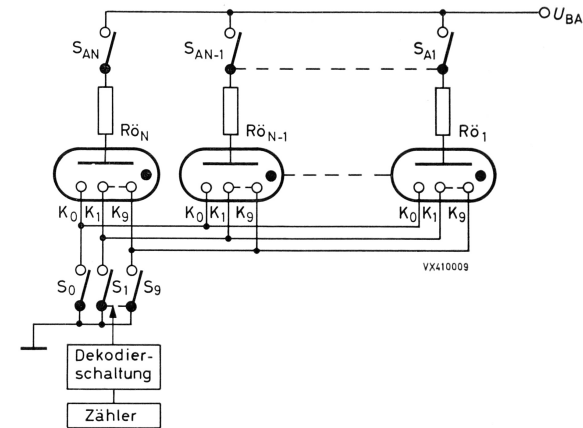 U_BA
S_AN S_AN-1 S_A1
Rö_N Rö_N-1 Rö_1
K_0 K_1 K_9 K_0 K_1 K_9 K_0 K_1 K_9
VX410009
S_0 S_1 S_9
Dekodier-
schaltung
Zähler